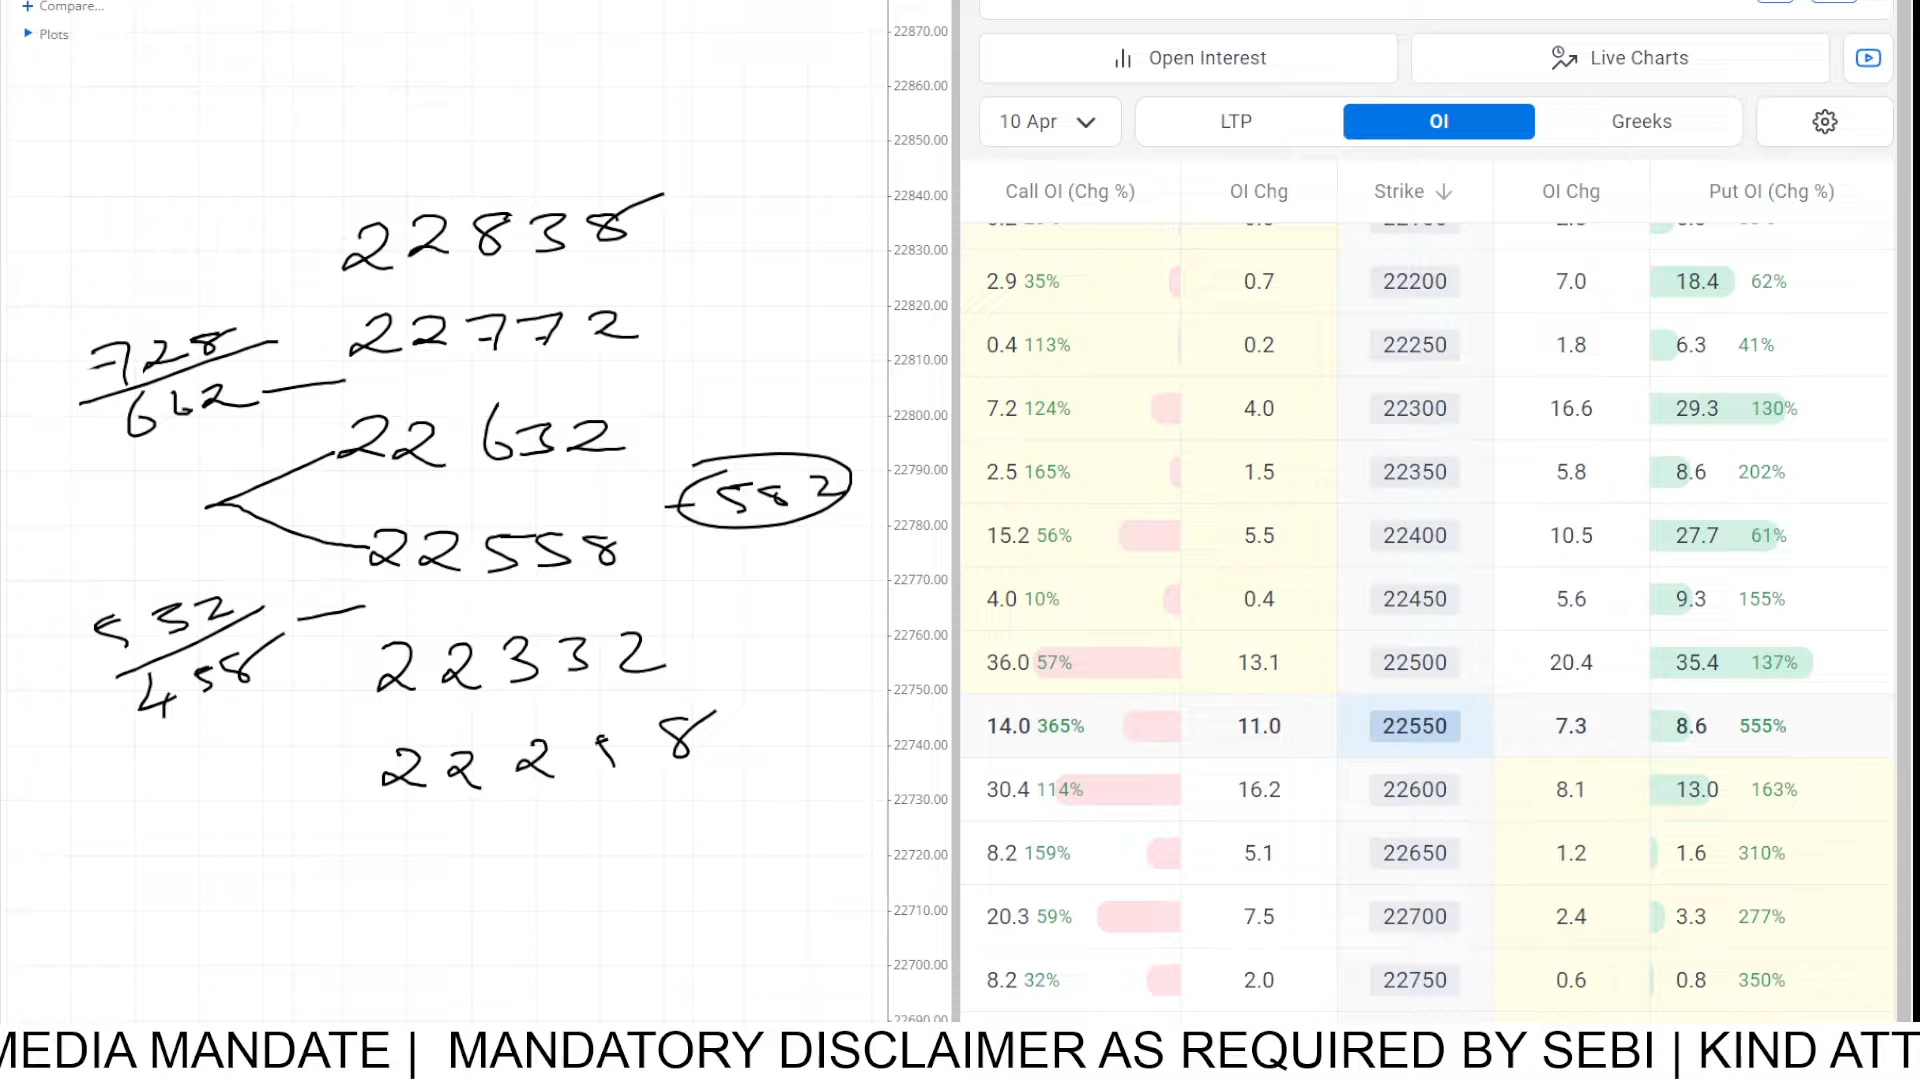 Compare...
Plots
22870.00
22860.00
22850.00
22840.00
22830.00
22820.00
22810.00
22800.00
22790.00
22780.00
22770.00
22760.00
22750.00
22740.00
22730.00
22720.00
22710.00
22700.00
22690.00
22838
22772
728
662
22632
582
22558
532
458
22332
222 8
Open Interest Live Charts
10 Apr LTP OI Greeks
Call OI (Chg %) OI Chg Strike OI Chg Put OI (Chg %)
2.9 35% 0.7 22200 7.0 18.4 62%
0.4 113% 0.2 22250 1.8 6.3 41%
7.2 124% 4.0 22300 16.6 29.3 130%
2.5 165% 1.5 22350 5.8 8.6 202%
15.2 56% 5.5 22400 10.5 27.7 61%
4.0 10% 0.4 22450 5.6 9.3 155%
36.0 57% 13.1 22500 20.4 35.4 137%
14.0 365% 11.0 22550 7.3 8.6 555%
30.4 114% 16.2 22600 8.1 13.0 163%
8.2 159% 5.1 22650 1.2 1.6 310%
20.3 59% 7.5 22700 2.4 3.3 277%
8.2 32% 2.0 22750 0.6 0.8 350%
MEDIA MANDATE | MANDATORY DISCLAIMER AS REQUIRED BY SEBI | KIND ATT